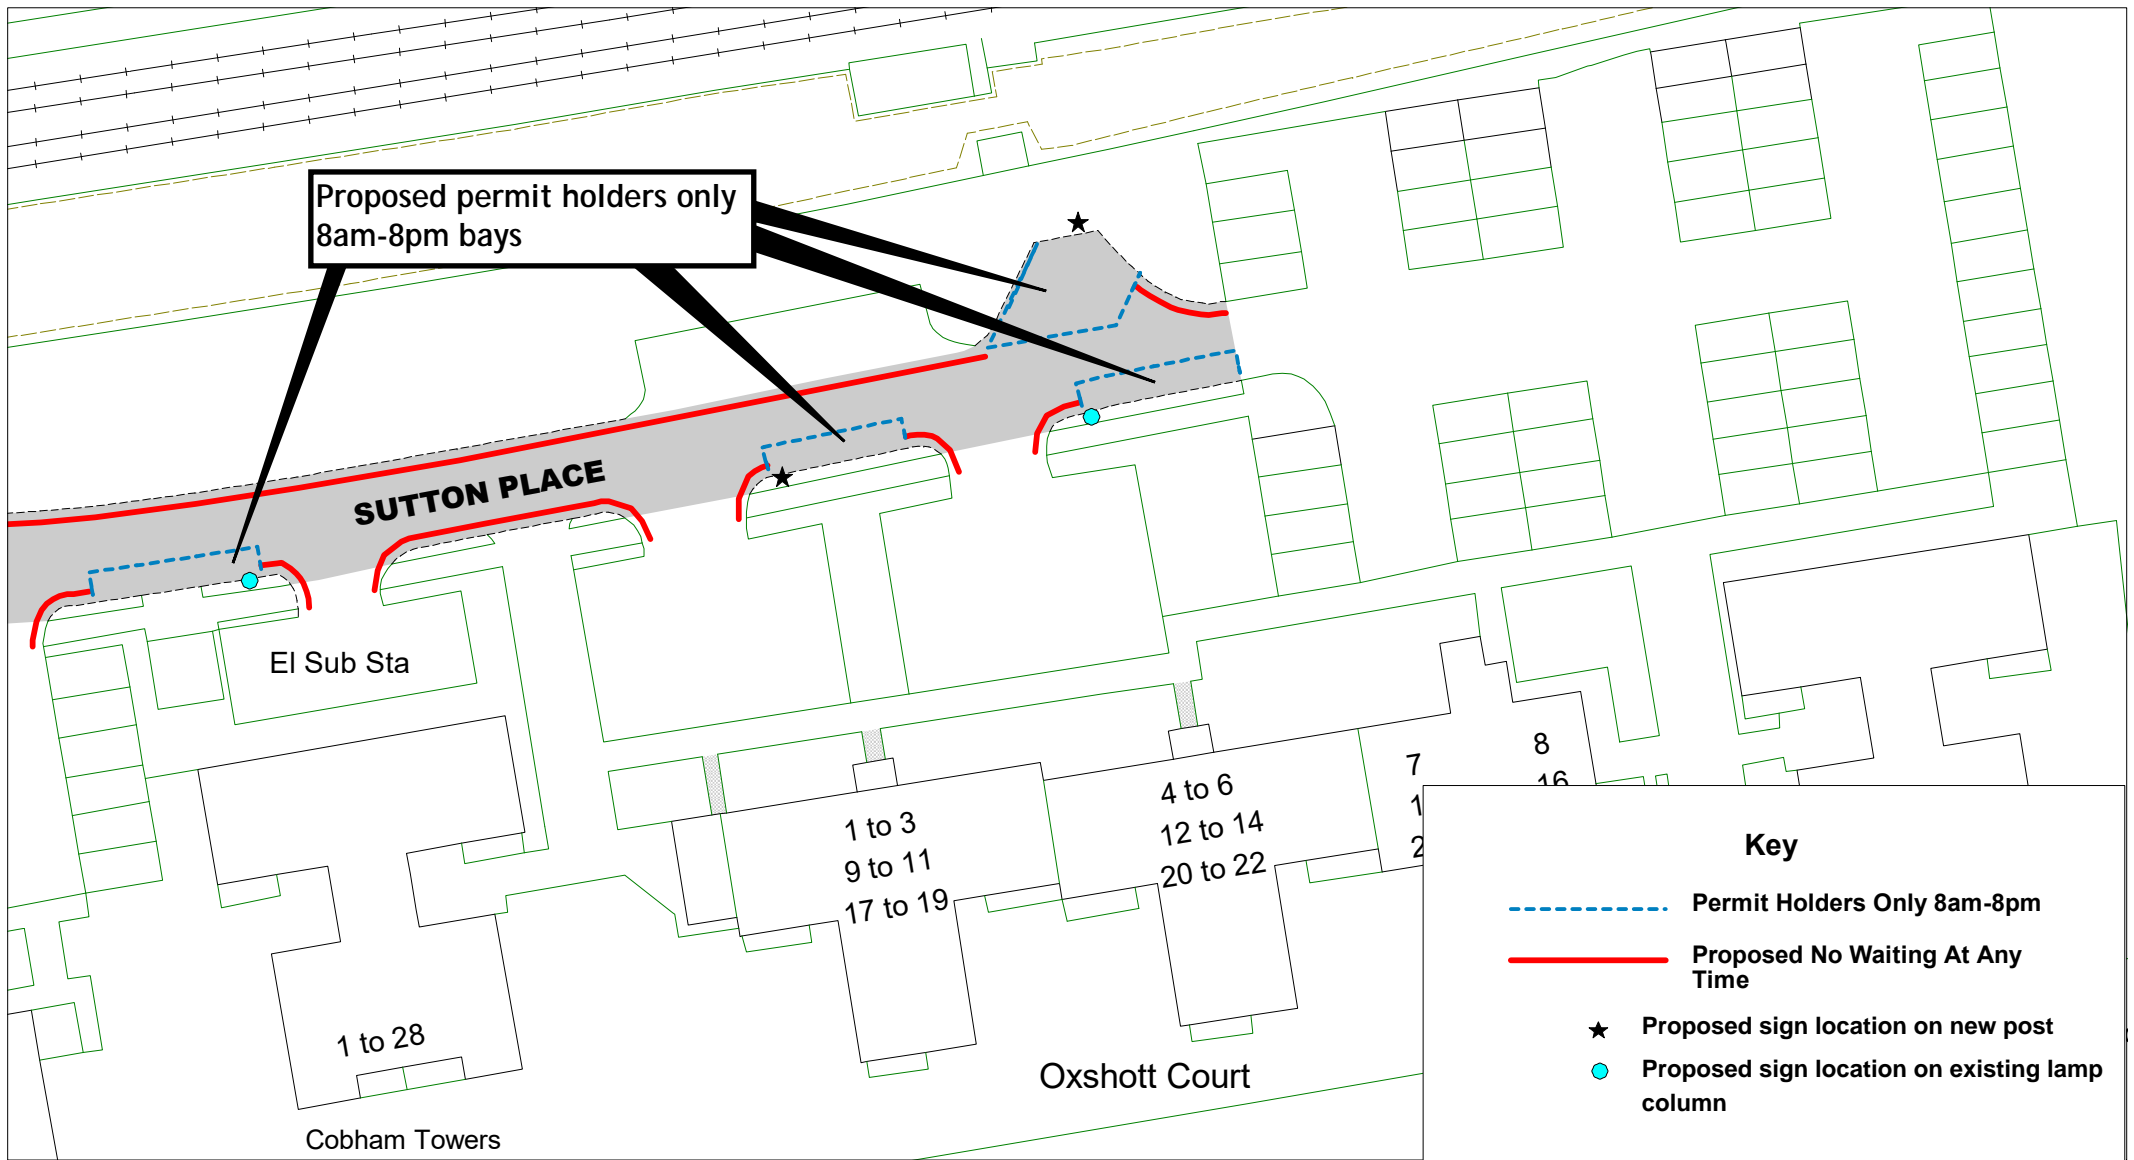 Proposed permit holders only
8am-8pm bays
SUTTON PLACE
El Sub Sta
1 to 3
9 to 11
17 to 19
4 to 6
12 to 14
20 to 22
7
8
16
1 to 28
Cobham Towers
Oxshott Court
Key
Permit Holders Only 8am-8pm
Proposed No Waiting At Any
Time
Proposed sign location on new post
Proposed sign location on existing lamp
column